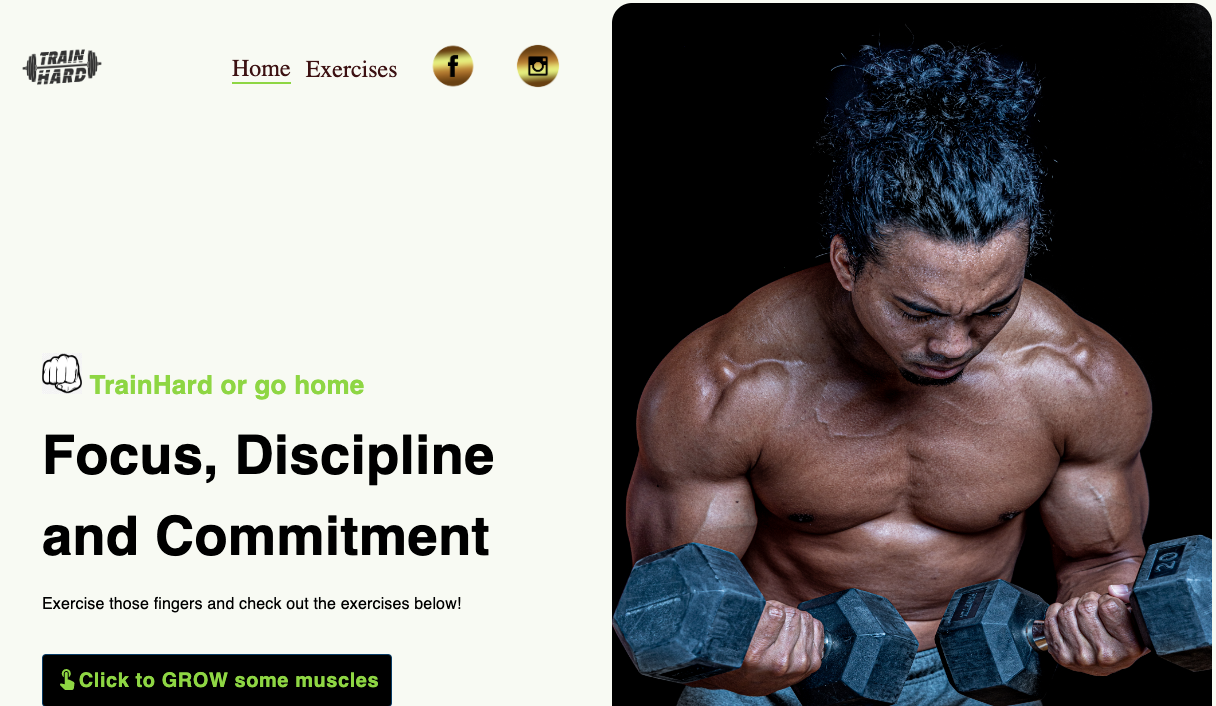 TRAIN
HARD
Home Exercises
TrainHard or go home
Focus, Discipline
and Commitment
Exercise those fingers and check out the exercises below!
Click to GROW some muscles
20